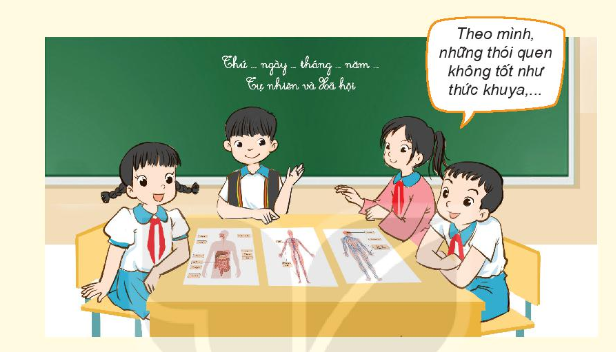 Thứ ... ngày ... tháng ... năm ...
Tự nhiên và Xã hội
Theo mình,
những thói quen
không tốt như
thức khuya,...